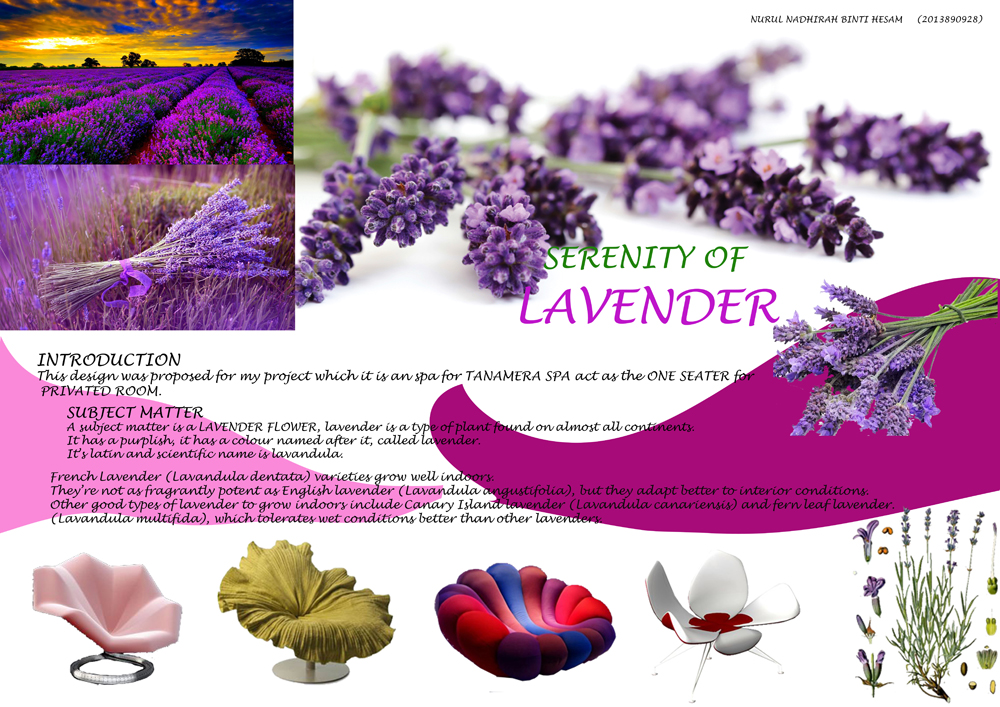 NURUL NADHIRAH BINTI HESAM (2013890928)
SERENITY OF
LAVENDER
INTRODUCTION
This design was proposed for my project which it is an spa for TANAMERA SPA act as the ONE SEATER for
PRIVATED ROOM.
SUBJECT MATTER
A subject matter is a LAVENDER FLOWER, lavender is a type of plant found on almost all continents.
It has a purplish, it has a colour named after it, called lavender.
It's latin and scientific name is lavandula.
French Lavender (Lavandula dentata) varieties grow well indoors.
They're not as fragrantly potent as English lavender (Lavandula angustifolia), but they adapt better to interior conditions.
Other good types of lavender to grow indoors include Canary Island lavender (Lavandula canariensis) and fern leaf lavender.
(Lavandula multifida), which tolerates wet conditions better than other lavenders.